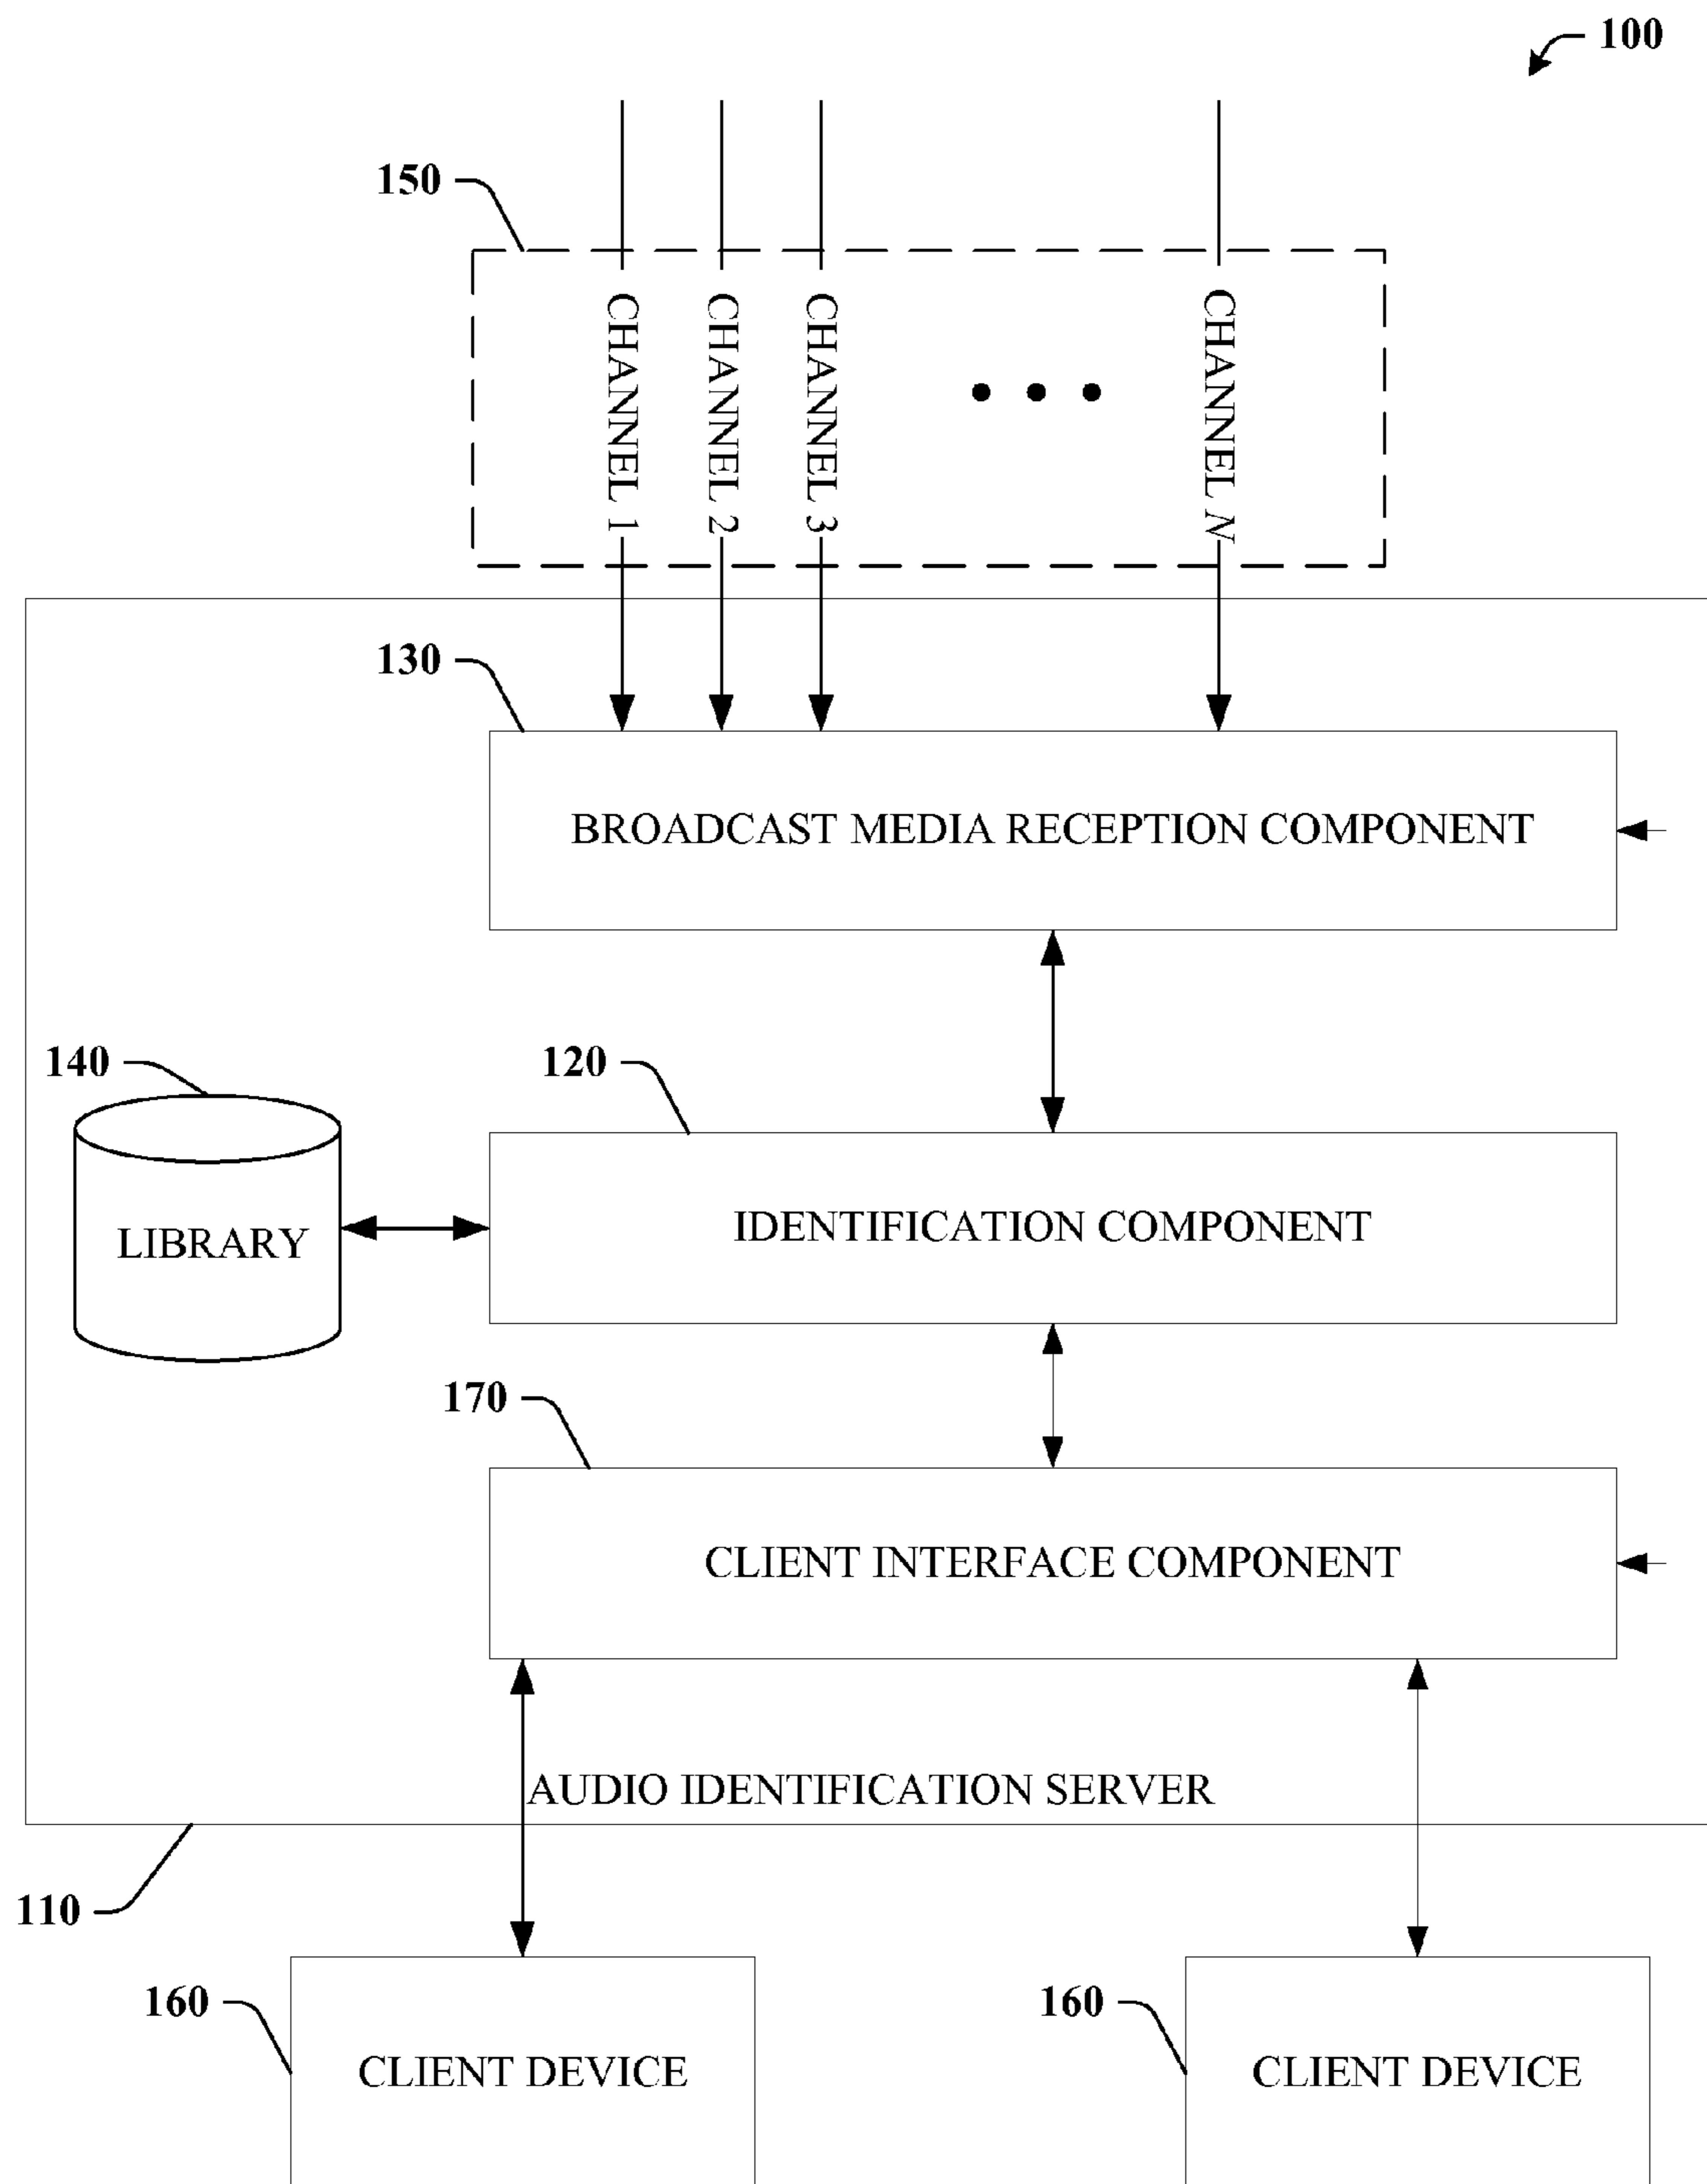 100
150
CHANNEL 1
CHANNEL 2
CHANNEL 3
CHANNEL N
130
BROADCAST MEDIA RECEPTION COMPONENT
140
120
LIBRARY
IDENTIFICATION COMPONENT
170
CLIENT INTERFACE COMPONENT
AUDIO IDENTIFICATION SERVER
110
160
CLIENT DEVICE
160
CLIENT DEVICE